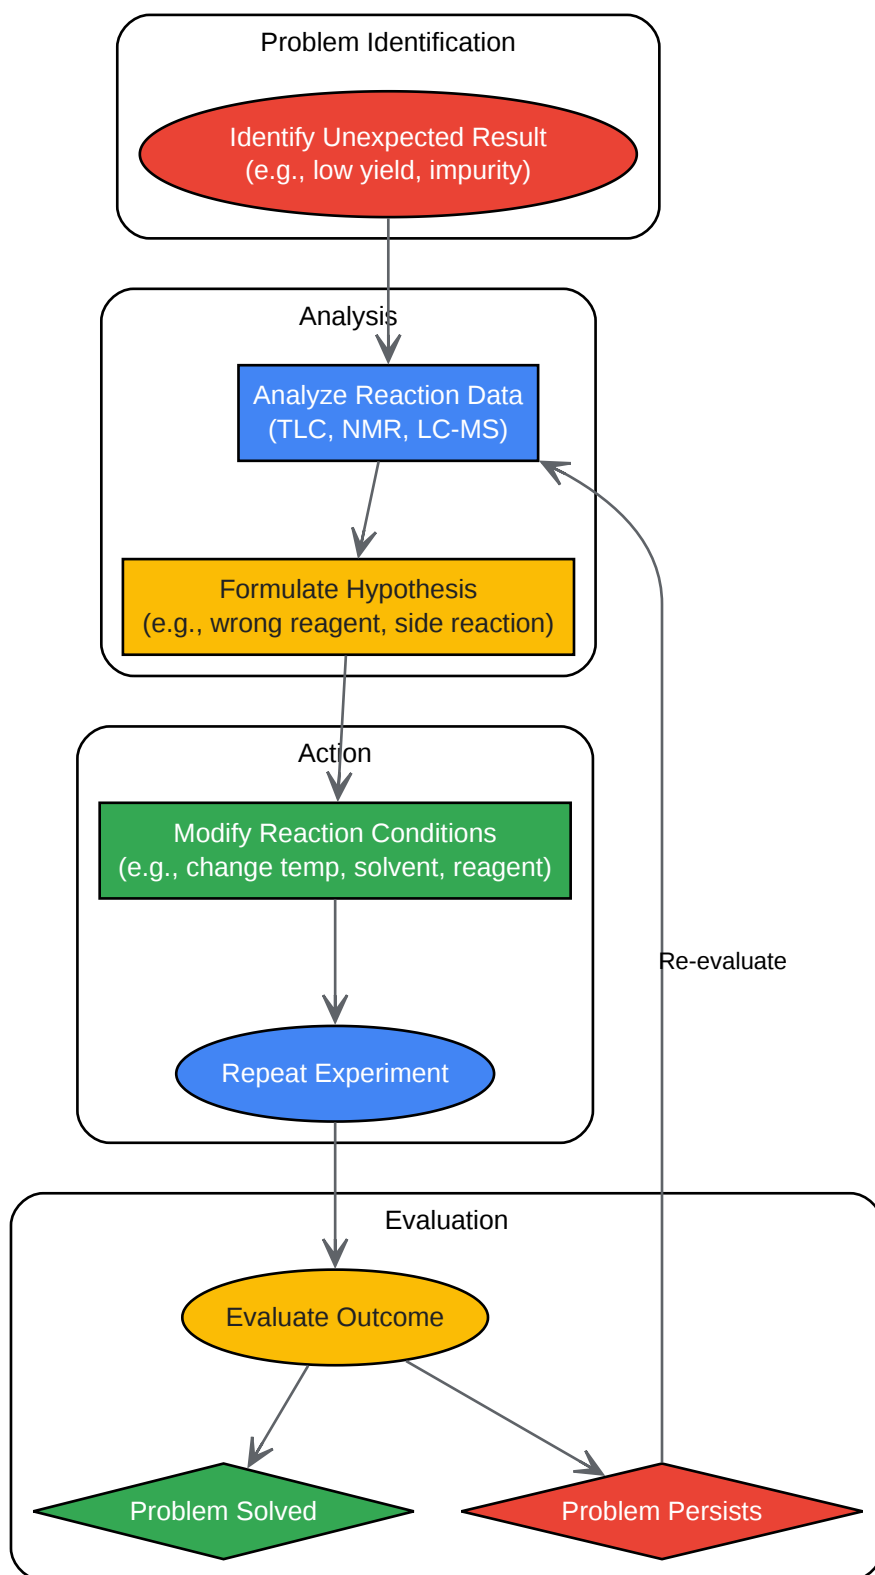 Problem Identification
Identify Unexpected Result
(e.g., low yield, impurity)
Analysis
Analyze Reaction Data
(TLC, NMR, LC-MS)
Formulate Hypothesis
(e.g., wrong reagent, side reaction)
Action
Modify Reaction Conditions
(e.g., change temp, solvent, reagent)
Re-evaluate
Repeat Experiment
Evaluation
Evaluate Outcome
Problem Solved
Problem Persists